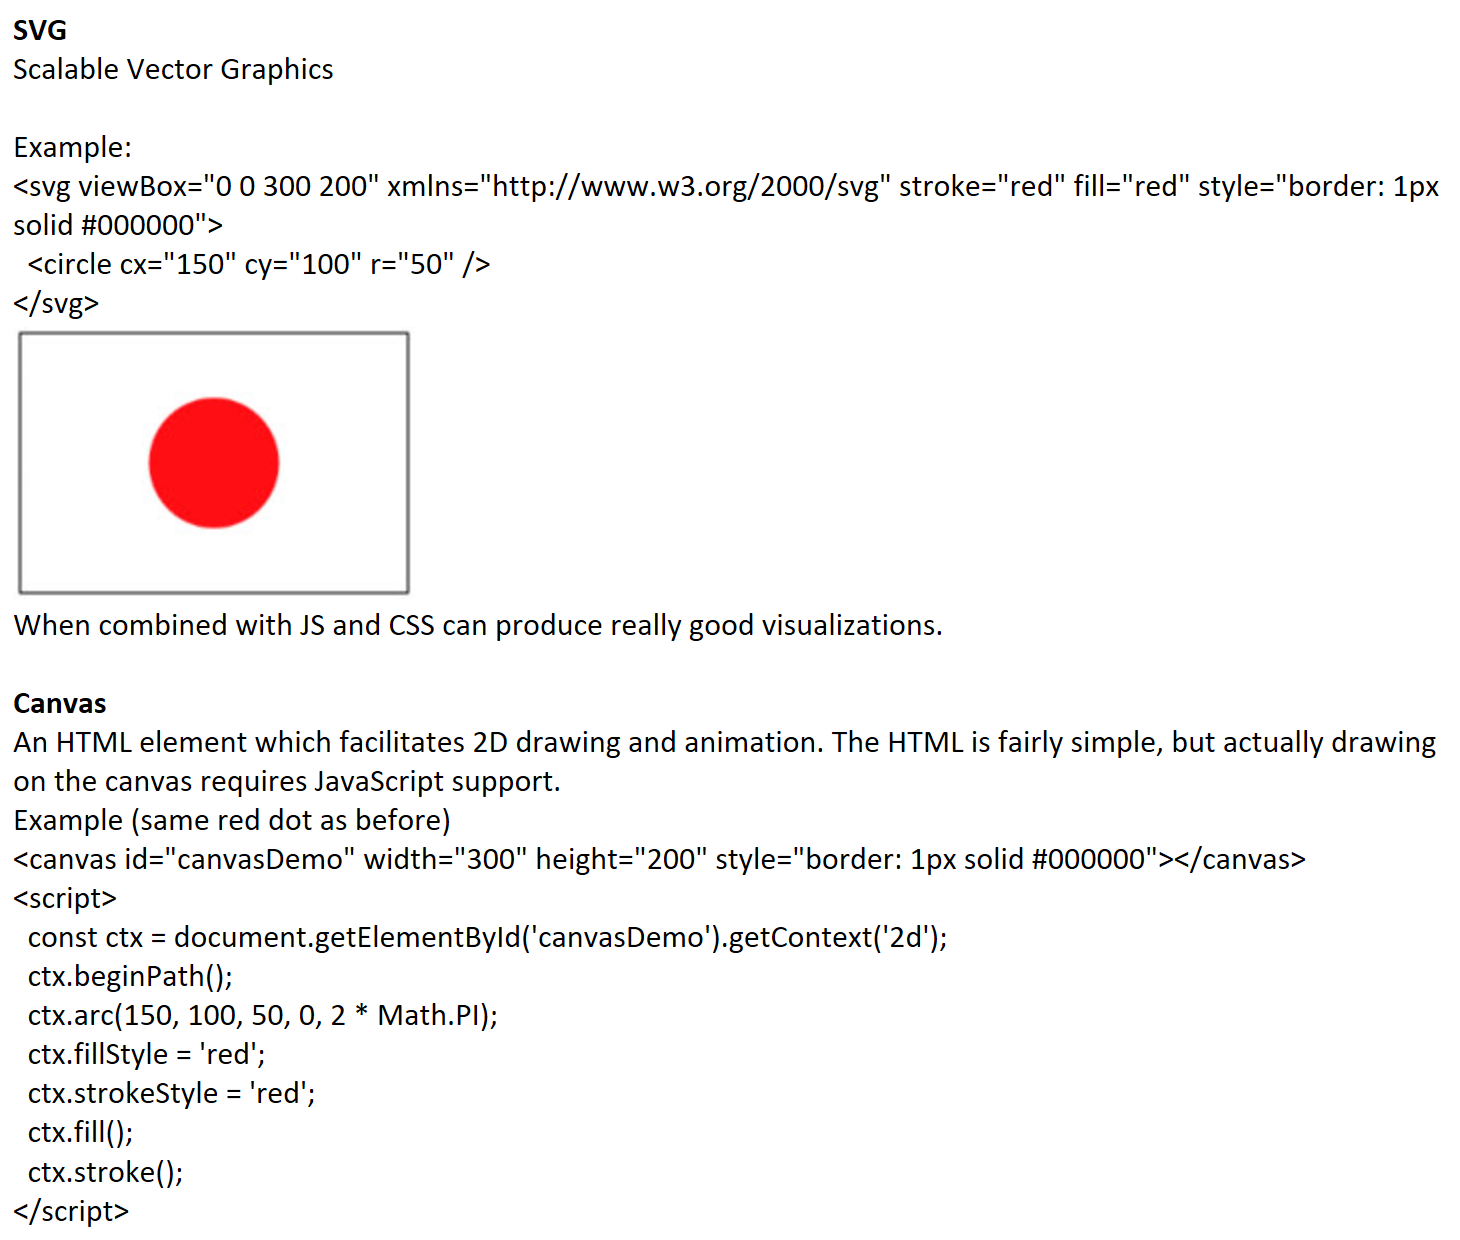 SVG
Scalable Vector Graphics
Example:
<svg viewBox="0 0 300 200" xmlns="http://www.w3.org/2000/svg" stroke="red" fill="red" style="border: 1px
solid #000000">
  <circle cx="150" cy="100" r="50" />
</svg>
When combined with JS and CSS can produce really good visualizations.
Canvas
An HTML element which facilitates 2D drawing and animation. The HTML is fairly simple, but actually drawing
on the canvas requires JavaScript support.
Example (same red dot as before)
<canvas id="canvasDemo" width="300" height="200" style="border: 1px solid #000000"></canvas>
<script>
  const ctx = document.getElementById('canvasDemo').getContext('2d');
  ctx.beginPath();
  ctx.arc(150, 100, 50, 0, 2 * Math.PI);
  ctx.fillStyle = 'red';
  ctx.strokeStyle = 'red';
  ctx.fill();
  ctx.stroke();
</script>